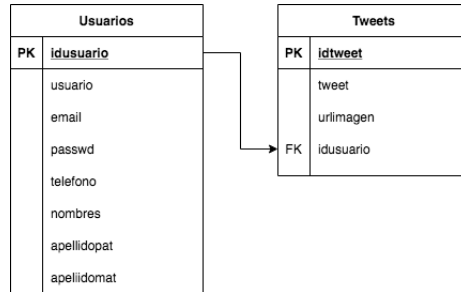 Usuarios
PK idusuario
usuario
email
passwd
telefono
nombres
apellidopat
apeliidomat
Tweets
PK idtweet
tweet
urlimagen
FK idusuario